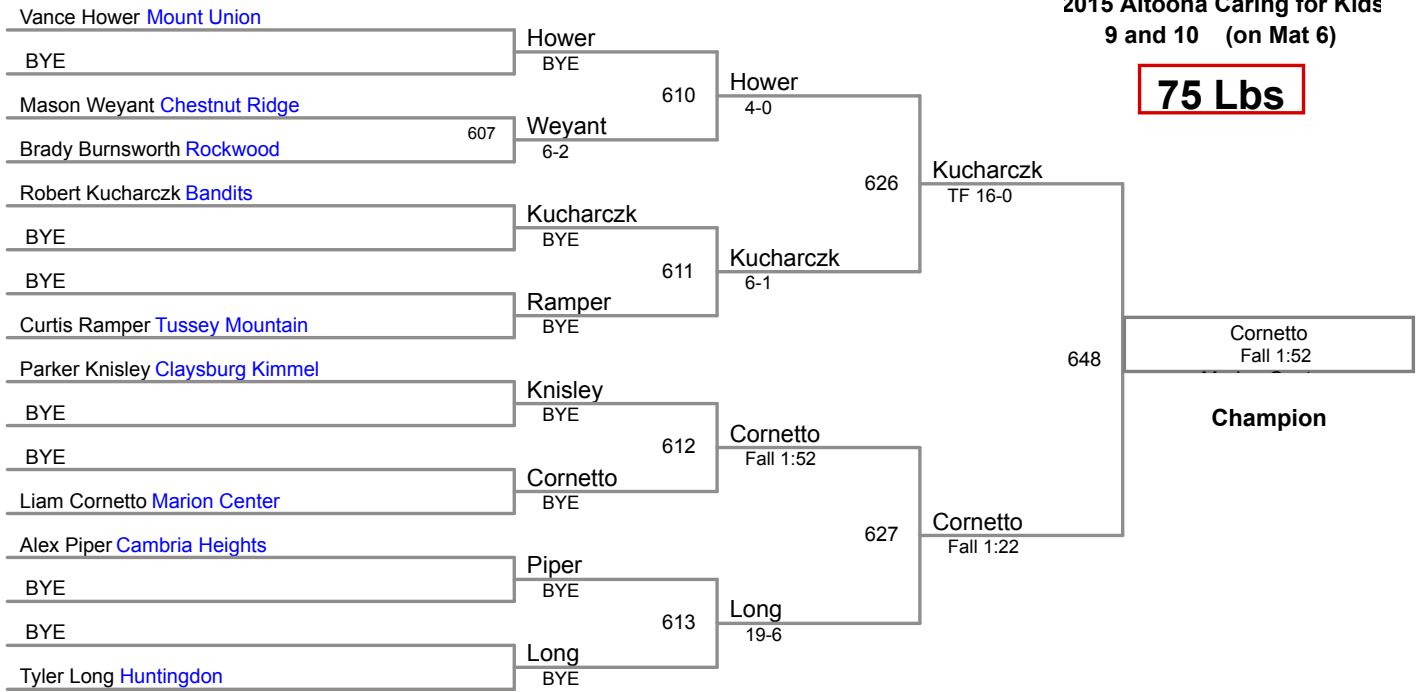 2015 Altoona Caring for Kids
9 and 10 (on Mat 6)
75 Lbs
Vance Hower Mount Union
BYE
Mason Weyant Chestnut Ridge
607
Brady Burnsworth Rockwood
Robert Kucharczk Bandits
BYE
BYE
Curtis Ramper Tussey Mountain
Parker Knisley Claysburg Kimmel
BYE
BYE
Liam Cornetto Marion Center
Alex Piper Cambria Heights
BYE
BYE
Tyler Long Huntingdon
Hower
BYE
610
Weyant
6-2
Kucharczk
BYE
611
Ramper
BYE
Knisley
BYE
612
Cornetto
BYE
Piper
BYE
613
Long
BYE
Hower
4-0
626
Kucharczk
6-1
Cornetto
Fall 1:52
627
Long
19-6
Kucharczk
TF 16-0
648
Cornetto
Fall 1:22
Cornetto
Fall 1:52
Champion